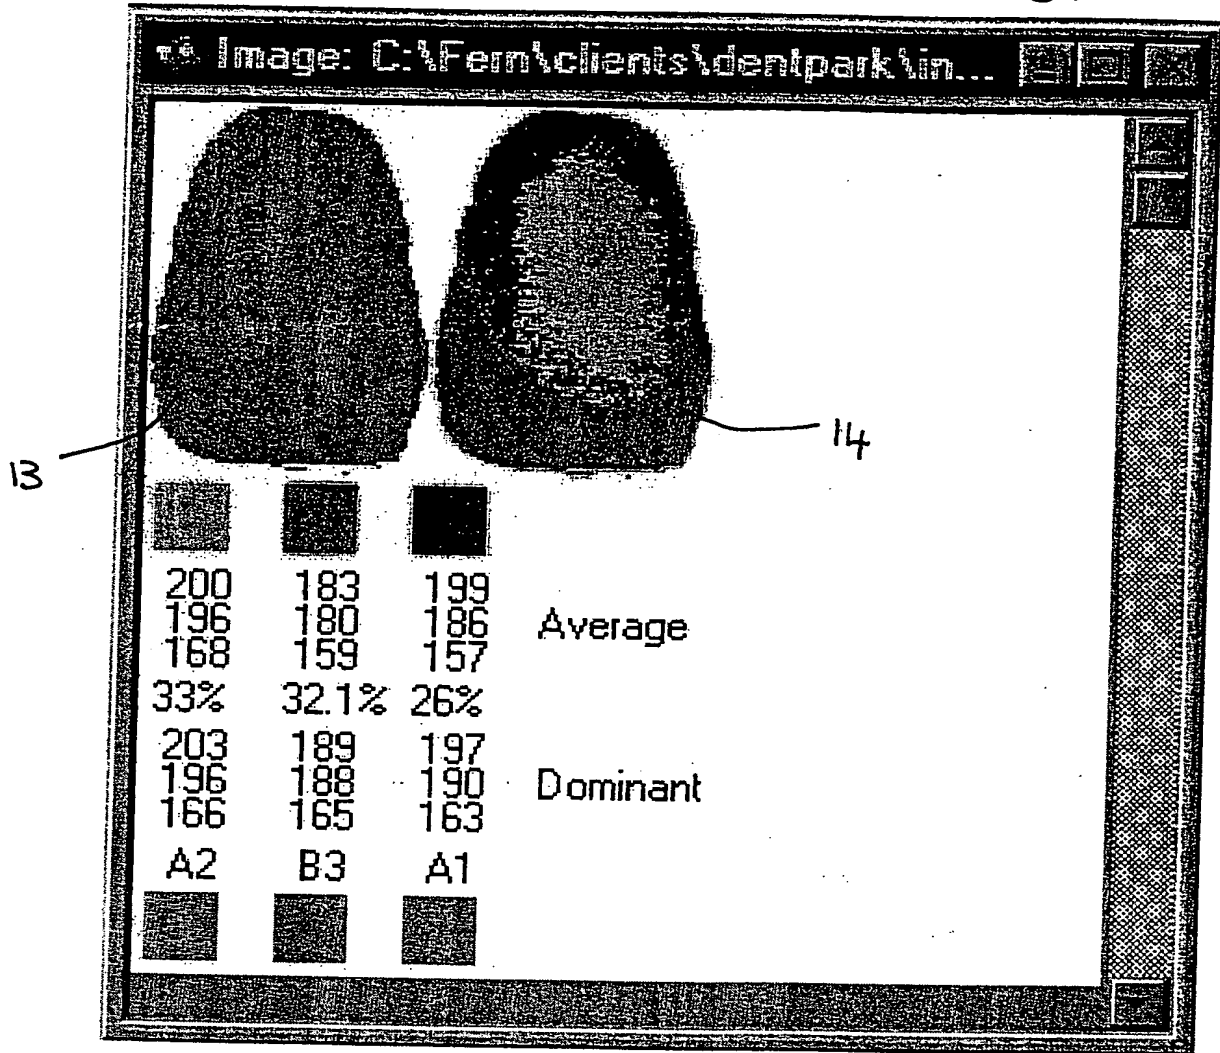 Image: C:\Fern\clients\dentpark\in...
14
13
200 183 199
196 180 186 Average
168 159 157
33% 32.1% 26%
203 189 197
196 188 190 Dominant
166 165 163
A2 B3 A1